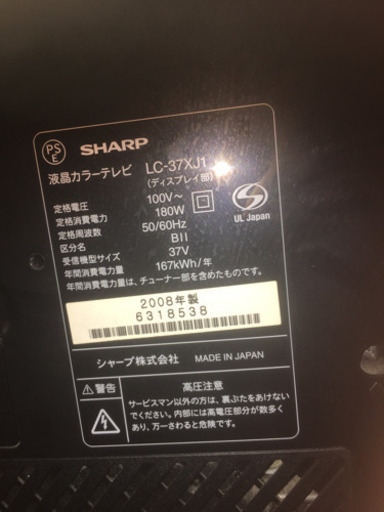 PS
E
SHARP
液晶カラーテレビ LC-37XJ1
(ディスプレイ部)
定格電圧 100V~
定格消費電力 180W
定格周波数 50/60Hz
区分名 BII
受信機型サイズ 37V
年間消費電力量 167kWh/年
年間消費電力量は、チューナー部を含めたものです。
UL Japan
2008年製
6318538
シャープ株式会社 MADE IN JAPAN
⚠警告 高圧注意
サービスマン以外の方は、裏ぶたをあけないで
ください。内部には高電圧部分が数多く
あり、万一さわると危険です。